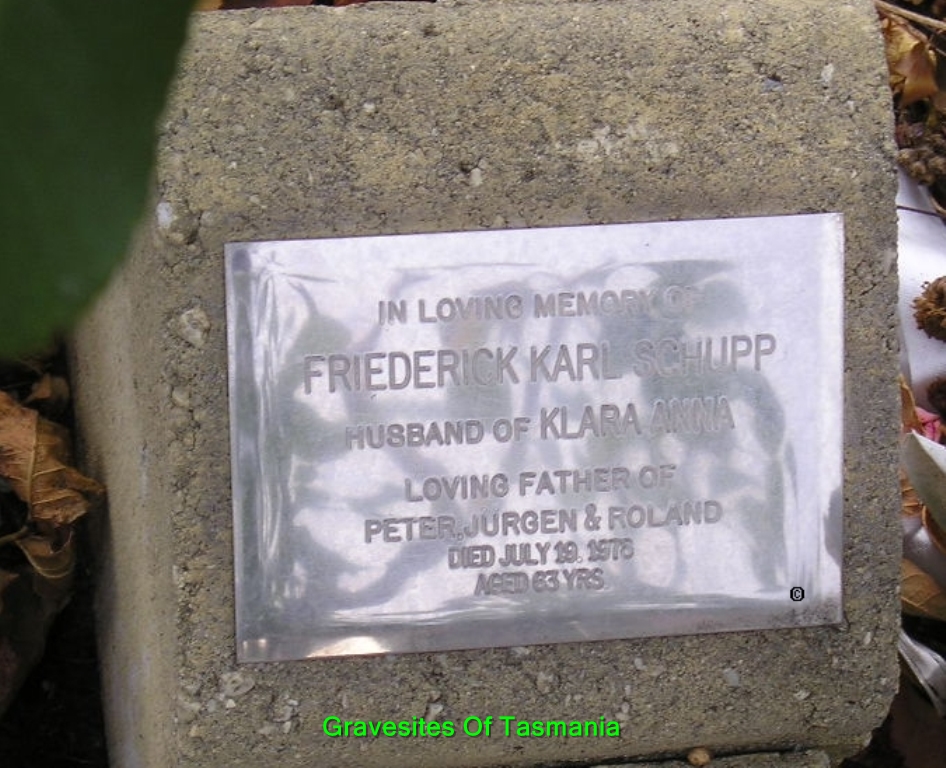 IN LOVING MEMORY OF
FRIEDERICK KARL SCHUPP
HUSBAND OF KLARA ANNA
LOVING FATHER OF
PETER, JURGEN & ROLAND
DIED JULY 19. 1978
AGED 63 YRS
©
Gravesites Of Tasmania